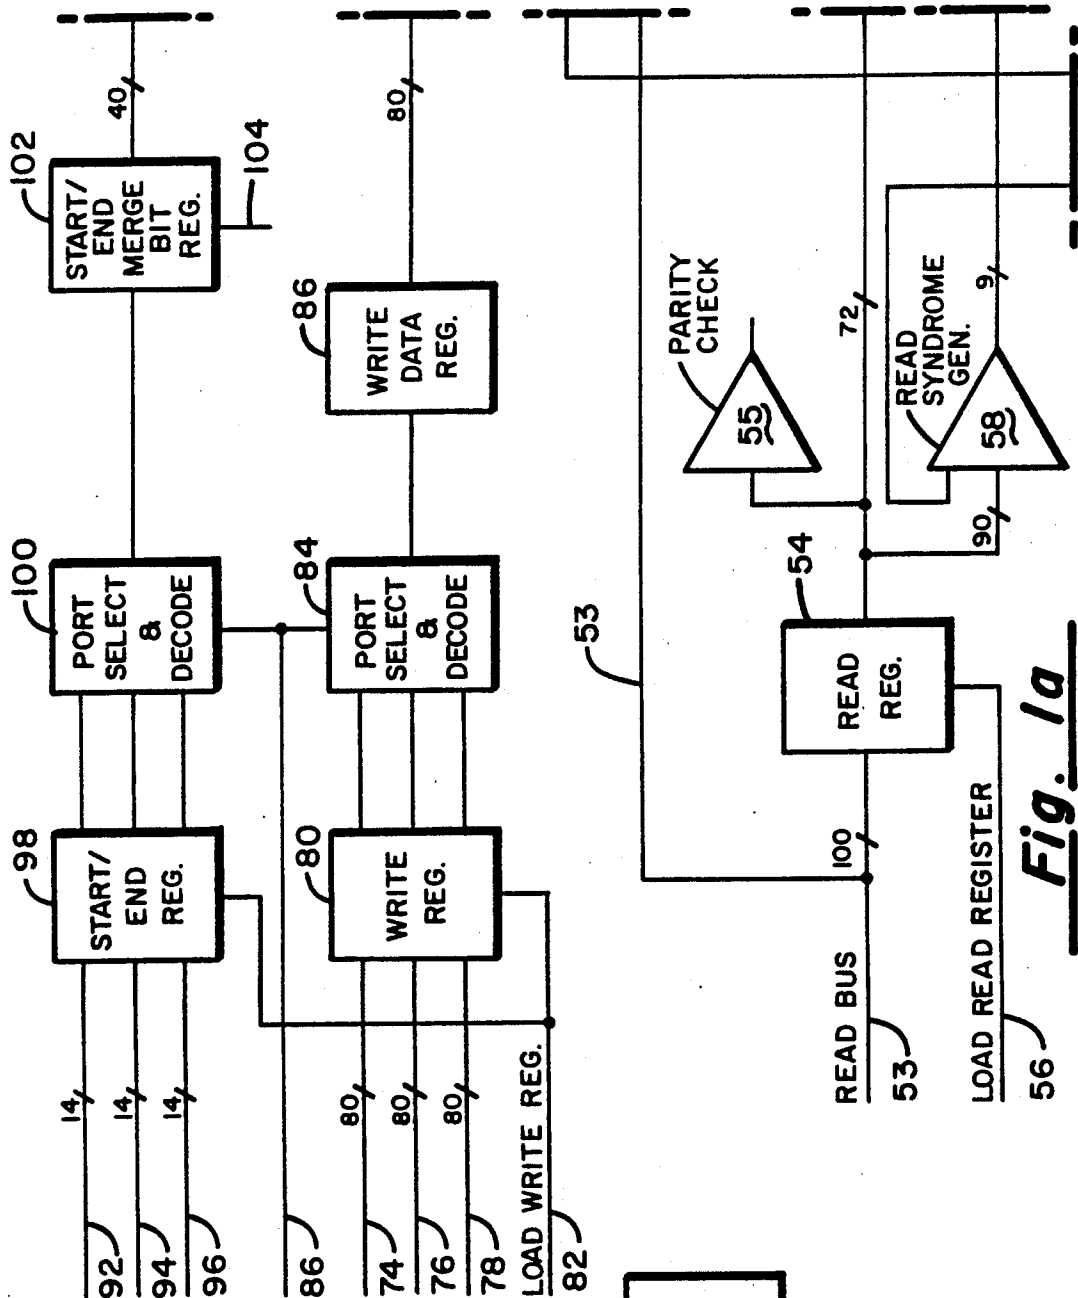 102
START/
END
MERGE
BIT
REG.
40
104
86
WRITE
DATA
REG.
80
100
PORT
SELECT
&
DECODE
84
PORT
SELECT
&
DECODE
98
START/
END
REG.
80
WRITE
REG.
14
14
14
80
80
80
92
94
96
86
74
76
78
LOAD WRITE REG.
82
PARITY
CHECK
55
72
READ
SYNDROME
GEN.
58
9
90
53
54
READ
REG.
100
READ BUS
53
LOAD READ REGISTER
56
Fig. 1a